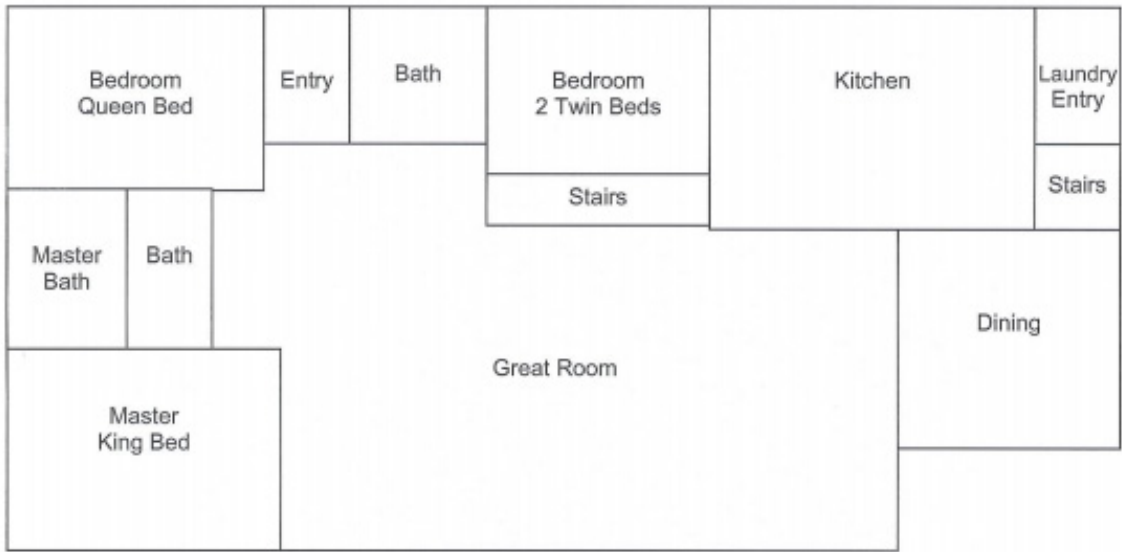 Bedroom
Queen Bed
Entry
Bath
Bedroom
2 Twin Beds
Kitchen
Laundry
Entry
Stairs
Stairs
Master
Bath
Bath
Dining
Great Room
Master
King Bed